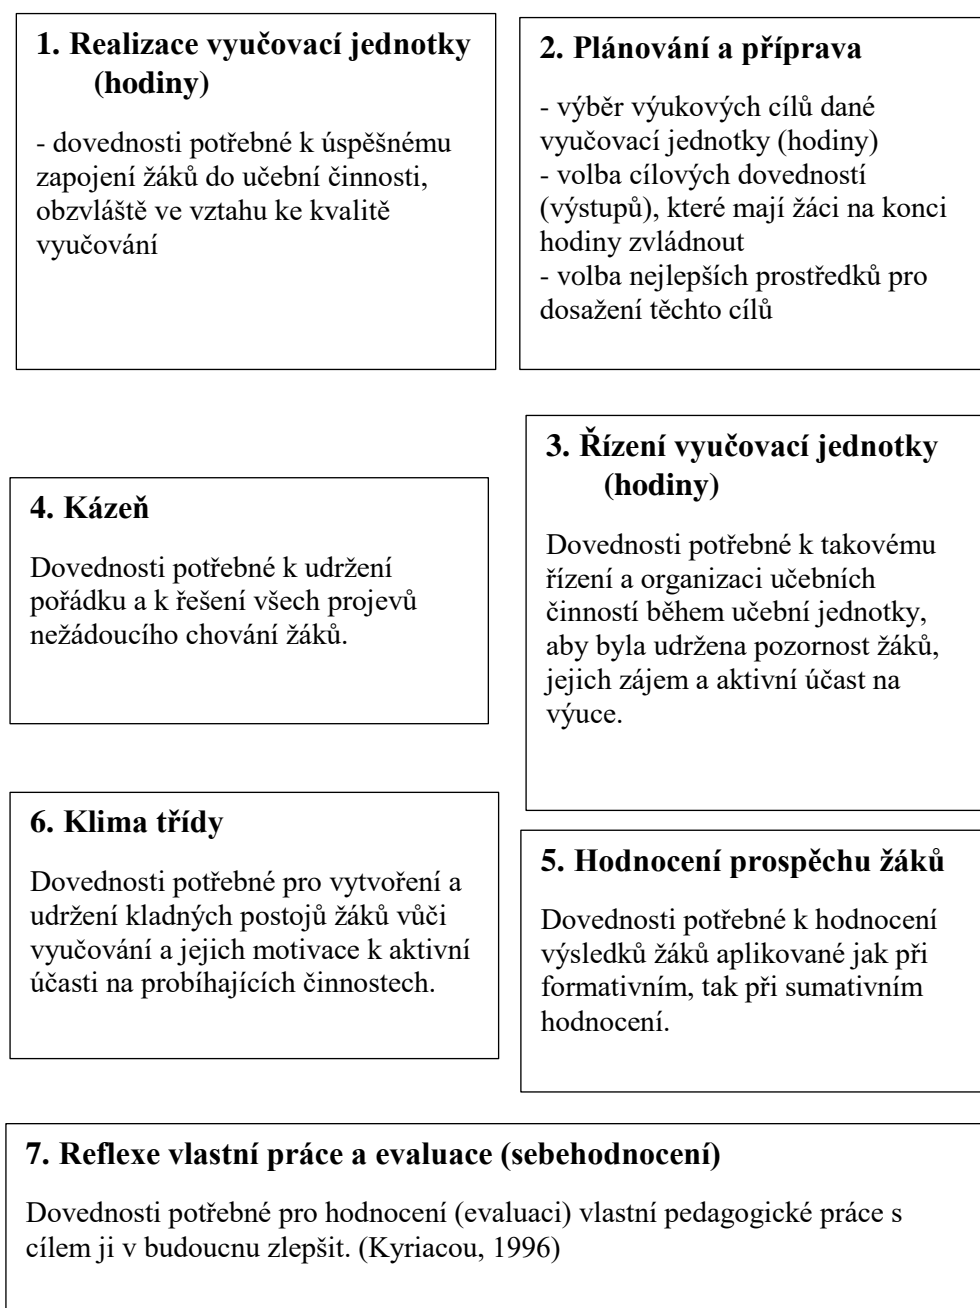 1. Realizace vyučovací jednotky
(hodiny)
- dovednosti potřebné k úspěšnému
zapojení žáků do učební činnosti,
obzvláště ve vztahu ke kvalitě
vyučování
2. Plánování a příprava
- výběr výukových cílů dané
vyučovací jednotky (hodiny)
- volba cílových dovedností
(výstupů), které mají žáci na konci
hodiny zvládnout
- volba nejlepších prostředků pro
dosažení těchto cílů
3. Řízení vyučovací jednotky
(hodiny)
Dovednosti potřebné k takovému
řízení a organizaci učebních
činností během učební jednotky,
aby byla udržena pozornost žáků,
jejich zájem a aktivní účast na
výuce.
4. Kázeň
Dovednosti potřebné k udržení
pořádku a k řešení všech projevů
nežádoucího chování žáků.
5. Hodnocení prospěchu žáků
Dovednosti potřebné k hodnocení
výsledků žáků aplikované jak při
formativním, tak při sumativním
hodnocení.
6. Klima třídy
Dovednosti potřebné pro vytvoření a
udržení kladných postojů žáků vůči
vyučování a jejich motivace k aktivní
účasti na probíhajících činnostech.
7. Reflexe vlastní práce a evaluace (sebehodnocení)
Dovednosti potřebné pro hodnocení (evaluaci) vlastní pedagogické práce s
cílem ji v budoucnu zlepšit. (Kyriacou, 1996)